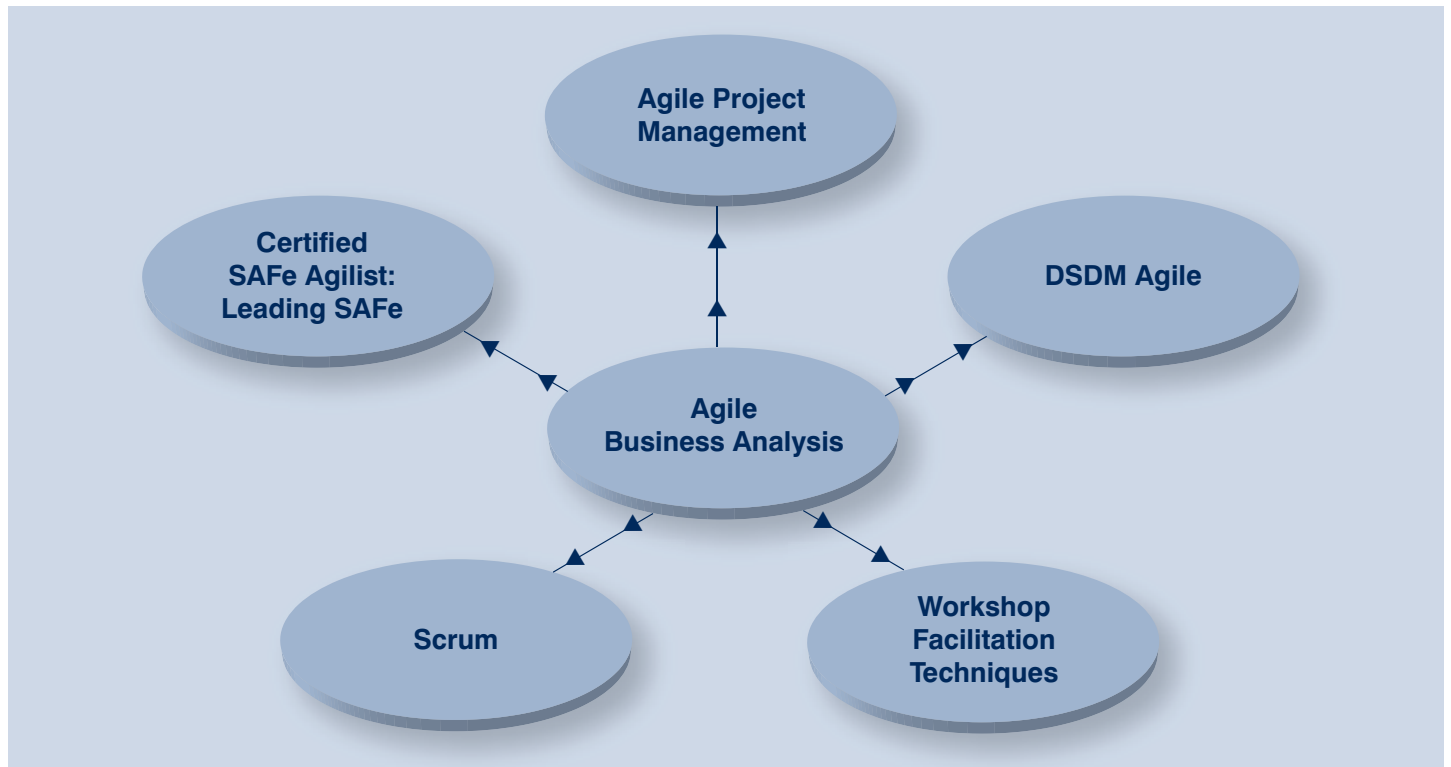 Agile Project
Management
Certified
SAFe Agilist:
Leading SAFe
DSDM Agile
Agile
Business Analysis
Scrum
Workshop
Facilitation
Techniques